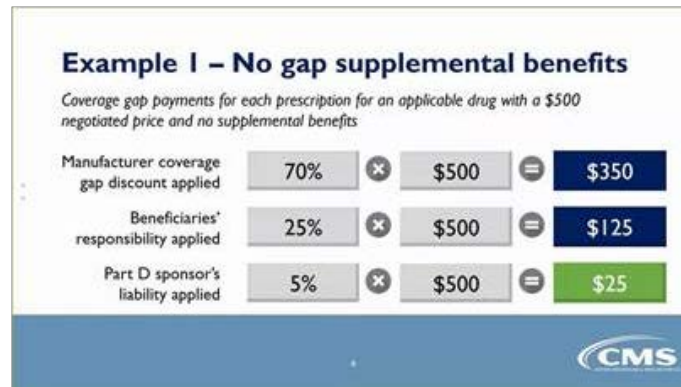 Example 1 – No gap supplemental benefits
Coverage gap payments for each prescription for an applicable drug with a $500
negotiated price and no supplemental benefits
Manufacturer coverage
gap discount applied
70% × $500 = $350
Beneficiaries'
responsibility applied
25% × $500 = $125
Part D sponsor's
liability applied
5% × $500 = $25
CMS